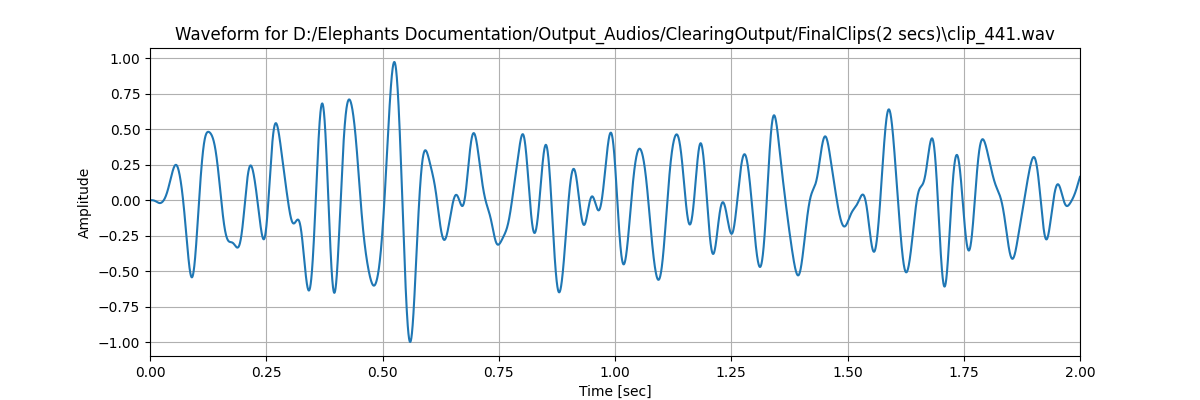 Waveform for D:/Elephants Documentation/Output_Audios/ClearingOutput/FinalClips(2 secs)\clip_441.wav
1.00
0.75
0.50
0.25
0.00
−0.25
−0.50
−0.75
−1.00
Amplitude
0.00 0.25 0.50 0.75 1.00 1.25 1.50 1.75 2.00
Time [sec]